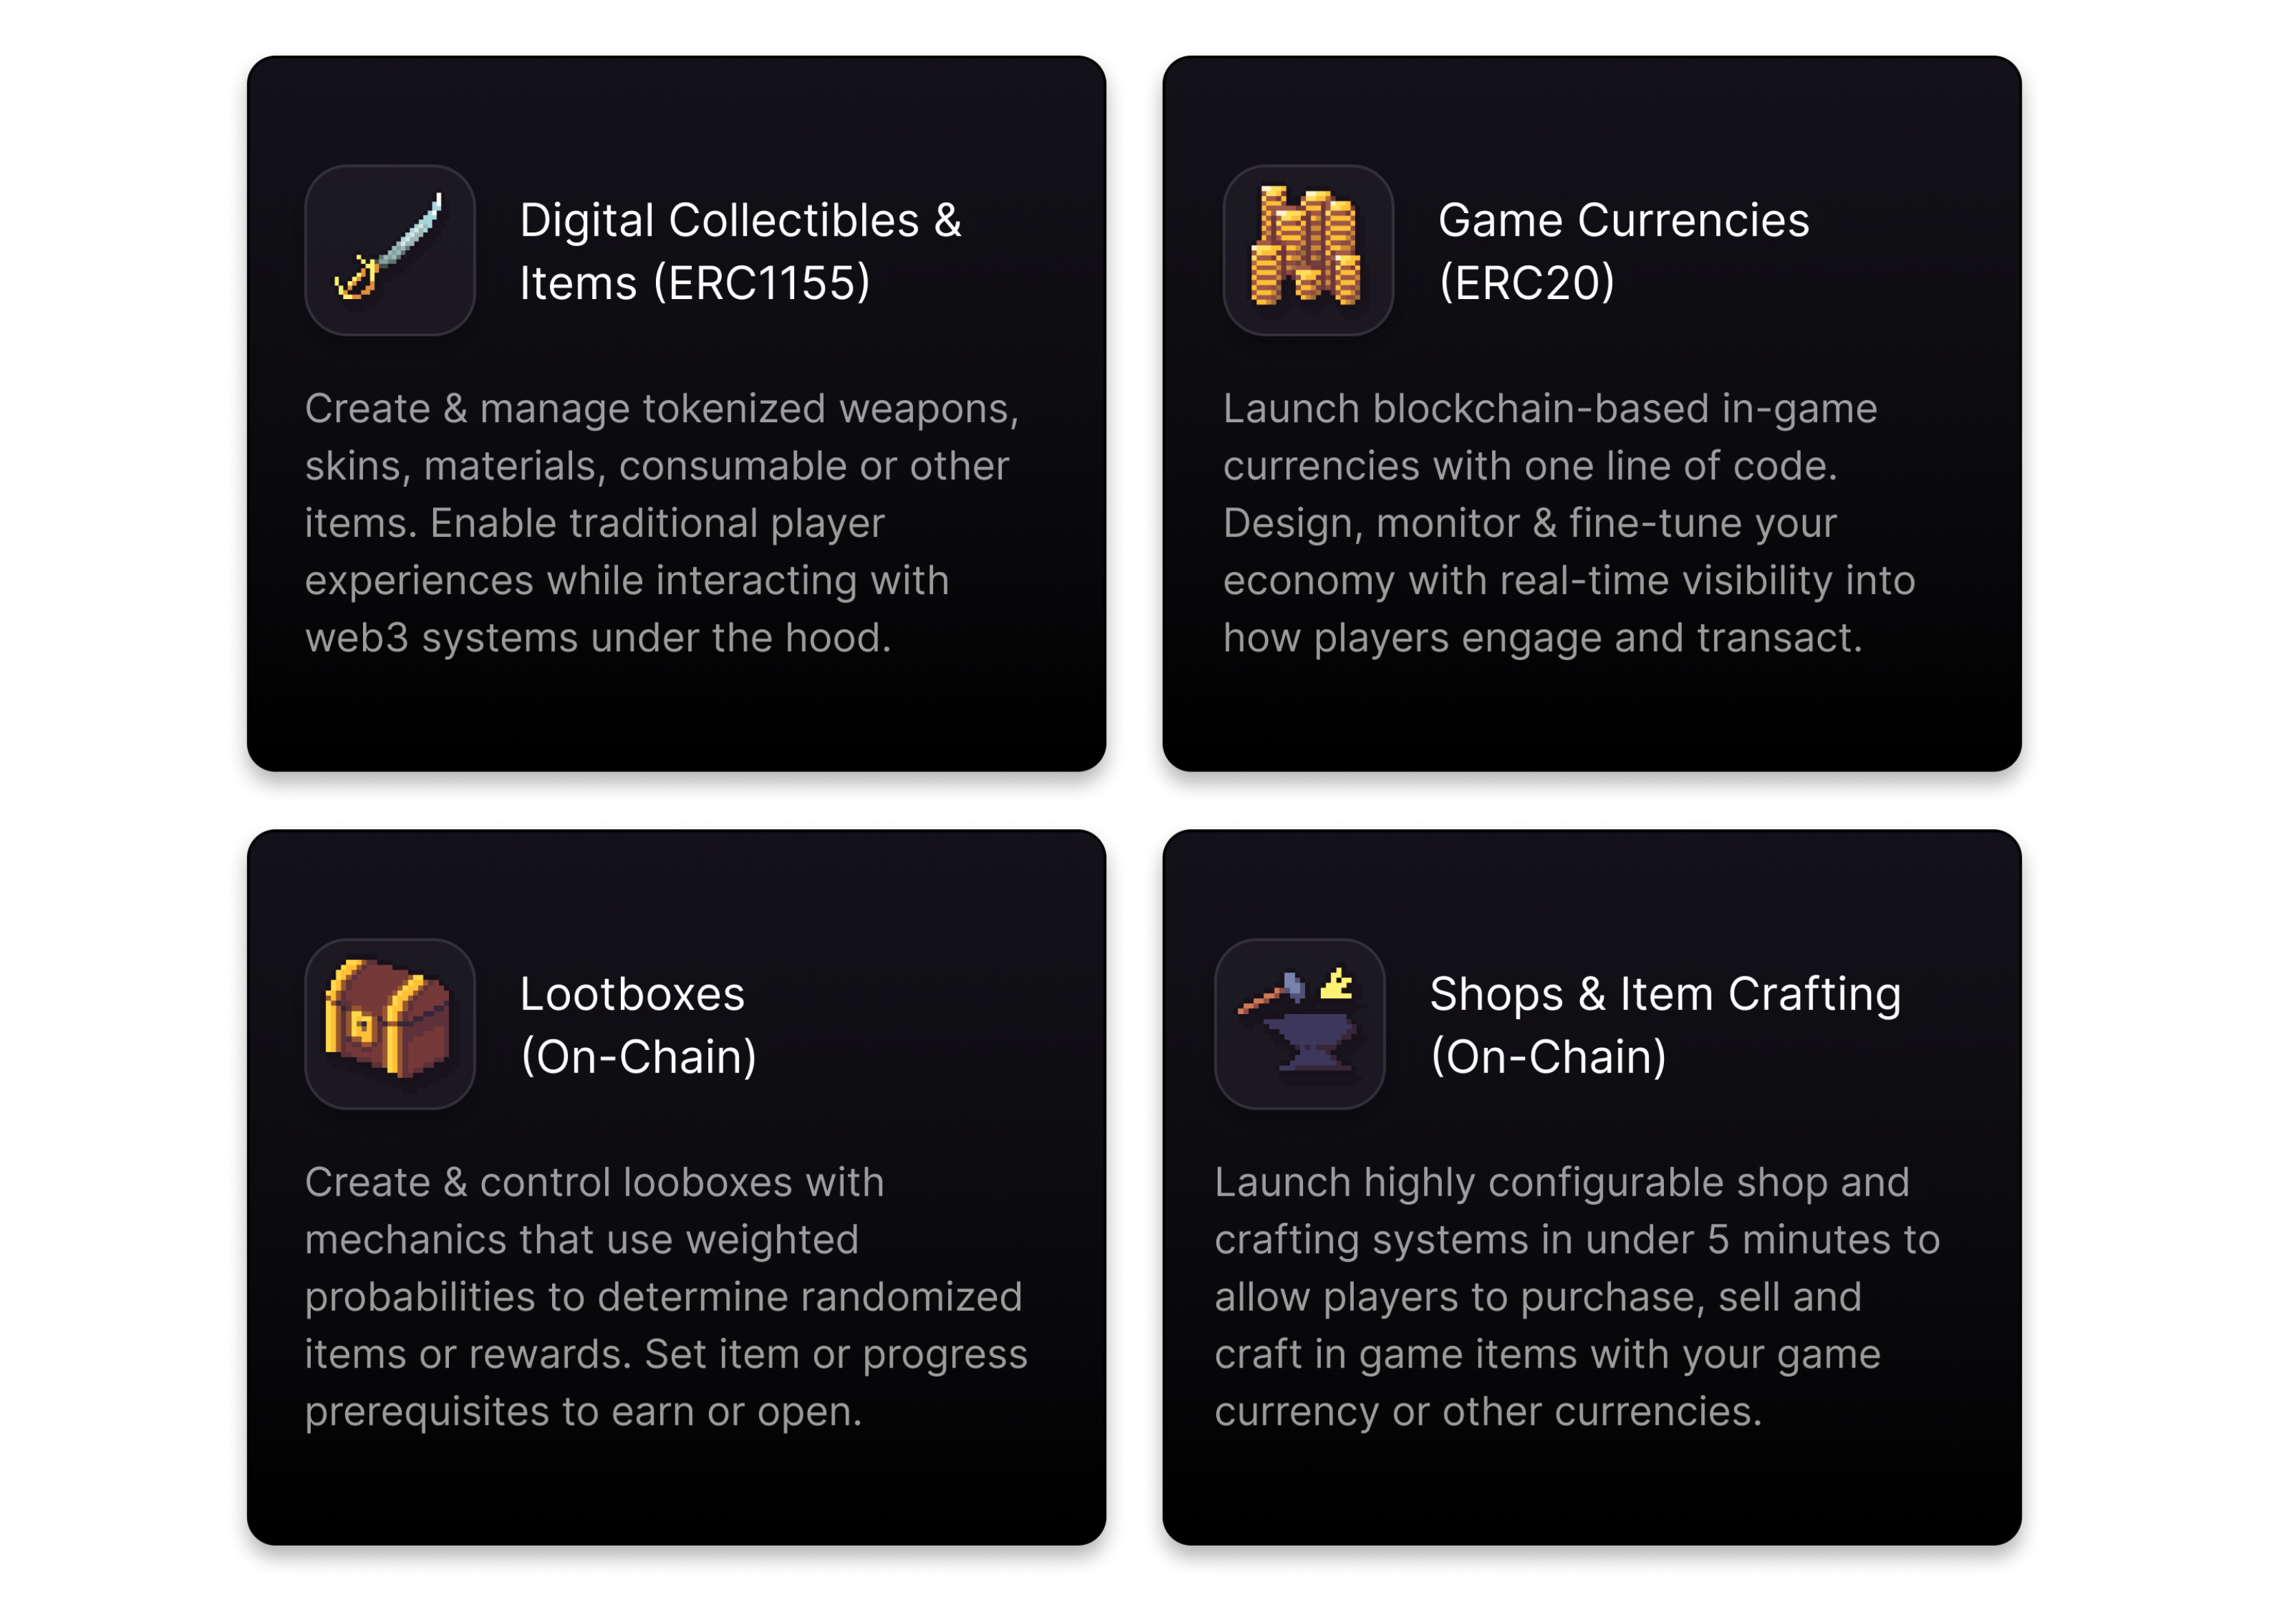 Digital Collectibles &
Items (ERC1155)
Create & manage tokenized weapons,
skins, materials, consumable or other
items. Enable traditional player
experiences while interacting with
web3 systems under the hood.
Game Currencies
(ERC20)
Launch blockchain-based in-game
currencies with one line of code.
Design, monitor & fine-tune your
economy with real-time visibility into
how players engage and transact.
Lootboxes
(On-Chain)
Create & control looboxes with
mechanics that use weighted
probabilities to determine randomized
items or rewards. Set item or progress
prerequisites to earn or open.
Shops & Item Crafting
(On-Chain)
Launch highly configurable shop and
crafting systems in under 5 minutes to
allow players to purchase, sell and
craft in game items with your game
currency or other currencies.